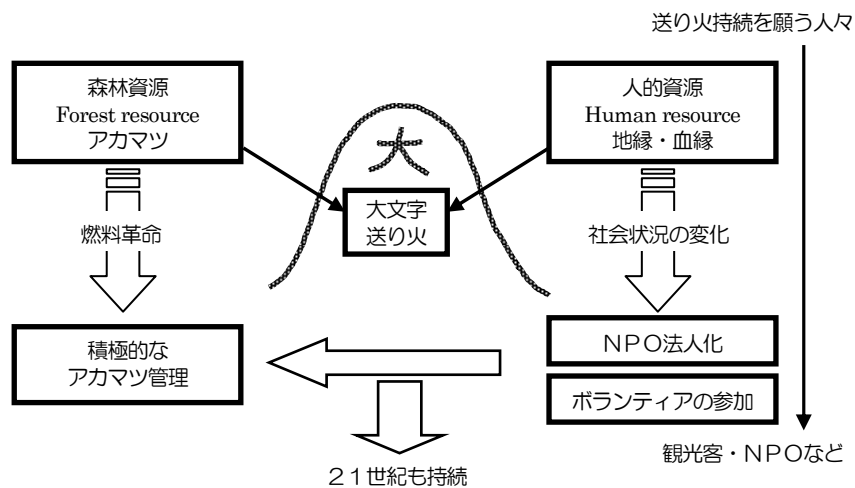 送り火持続を願う人々
森林資源
Forest resource
アカマツ
人的資源
Human resource
地縁・血縁
大
大文字
送り火
燃料革命
社会状況の変化
積極的な
アカマツ管理
ＮＰＯ法人化
ボランティアの参加
観光客・ＮＰＯなど
２１世紀も持続